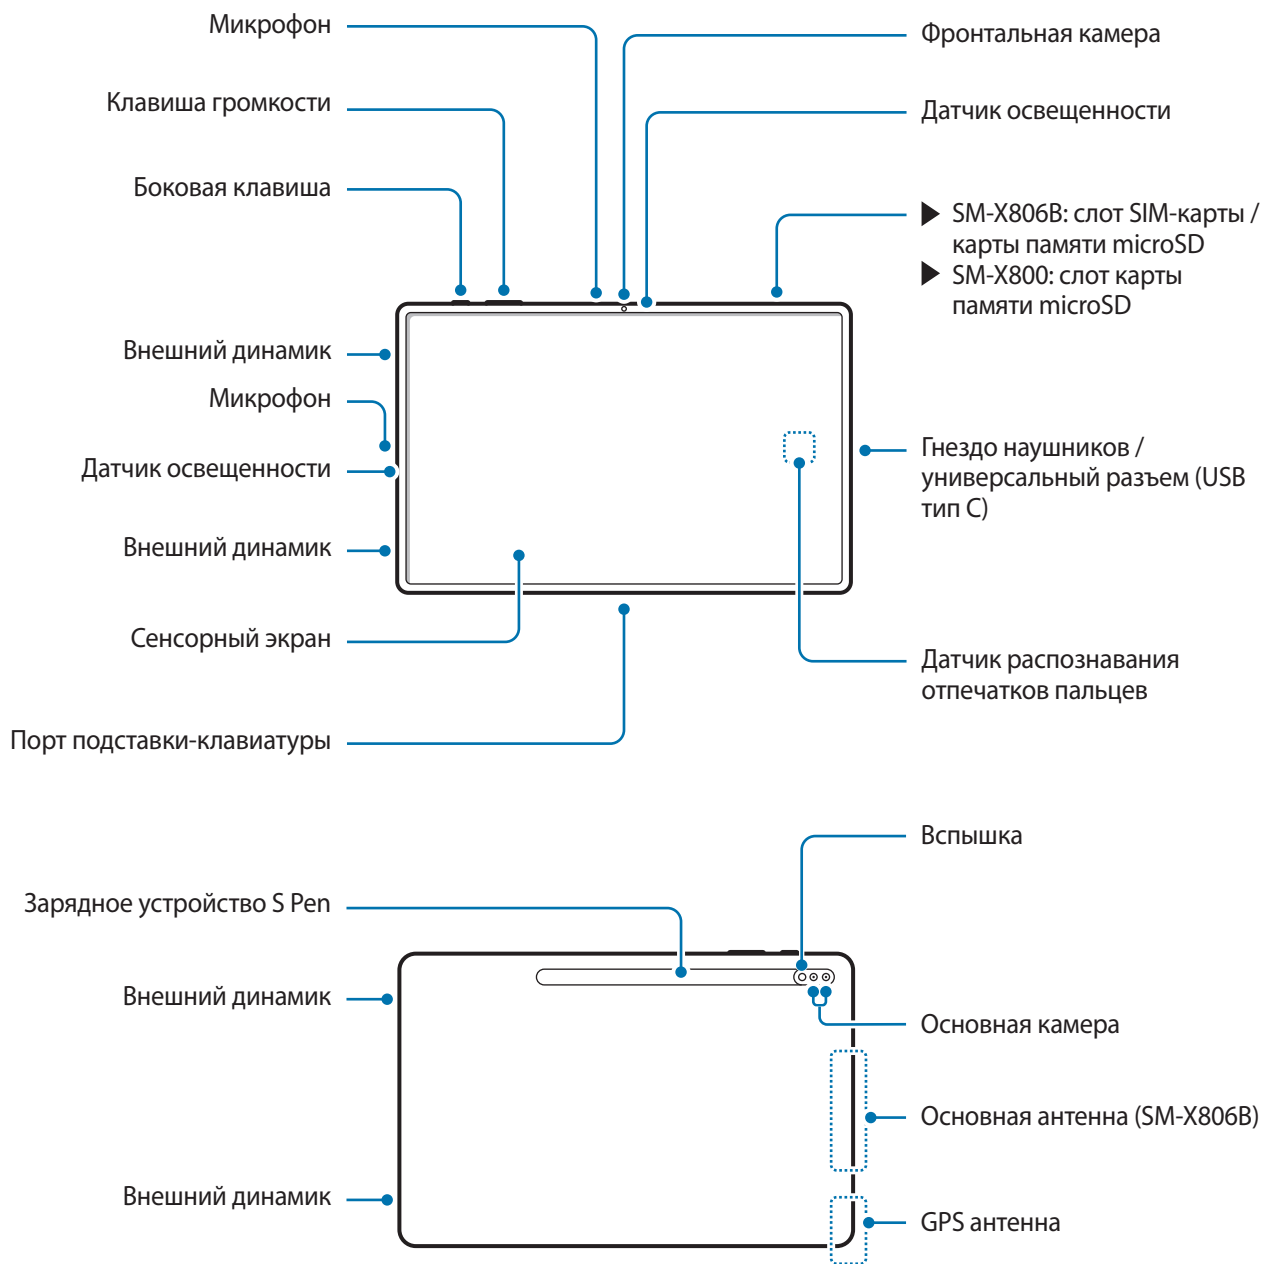 Микрофон
Фронтальная камера
Клавиша громкости
Датчик освещенности
Боковая клавиша
SM-X806B: слот SIM-карты /
карты памяти microSD
SM-X800: слот карты
памяти microSD
Внешний динамик
Микрофон
Датчик освещенности
Внешний динамик
Гнездо наушников /
универсальный разъем (USB
тип C)
Сенсорный экран
Датчик распознавания
отпечатков пальцев
Порт подставки-клавиатуры
Вспышка
Зарядное устройство S Pen
Внешний динамик
Основная камера
Основная антенна (SM-X806B)
Внешний динамик
GPS антенна